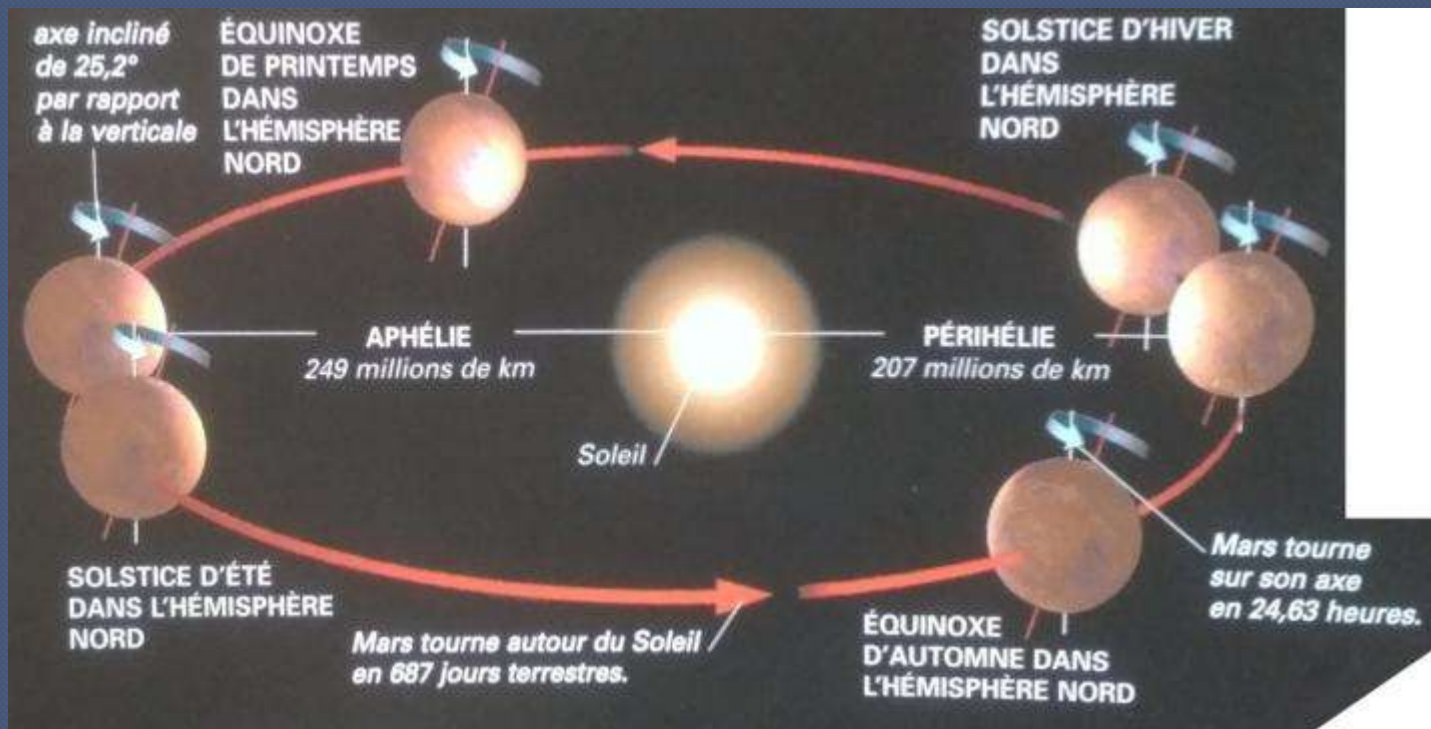 axe incliné
de 25,2°
par rapport
à la verticale
ÉQUINOXE
DE PRINTEMPS
DANS
L'HÉMISPHÈRE
NORD
SOLSTICE D'HIVER
DANS
L'HÉMISPHÈRE
NORD
APHÉLIE
249 millions de km
PÉRIHÉLIE
207 millions de km
Soleil
SOLSTICE D'ÉTÉ
DANS L'HÉMISPHÈRE
NORD
Mars tourne autour du Soleil
en 687 jours terrestres.
ÉQUINOXE
D'AUTOMNE DANS
L'HÉMISPHÈRE NORD
Mars tourne
sur son axe
en 24,63 heures.